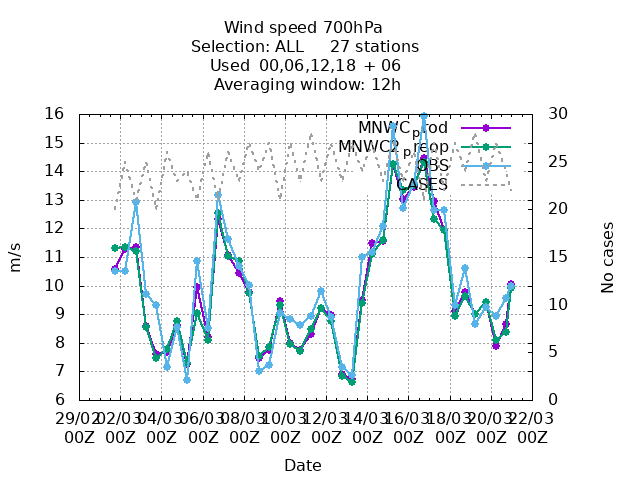 Wind speed 700hPa
Selection: ALL 27 stations
Used 00,06,12,18 + 06
Averaging window: 12h
MNWC_prod
MNWC2_preop
OBS
CASES
16
15
14
13
12
11
10
9
8
7
6
m/s
30
25
20
15
10
5
0
No cases
29/02 02/03 04/03 06/03 08/03 10/03 12/03 14/03 16/03 18/03 20/03 22/03
00Z 00Z 00Z 00Z 00Z 00Z 00Z 00Z 00Z 00Z 00Z 00Z
Date